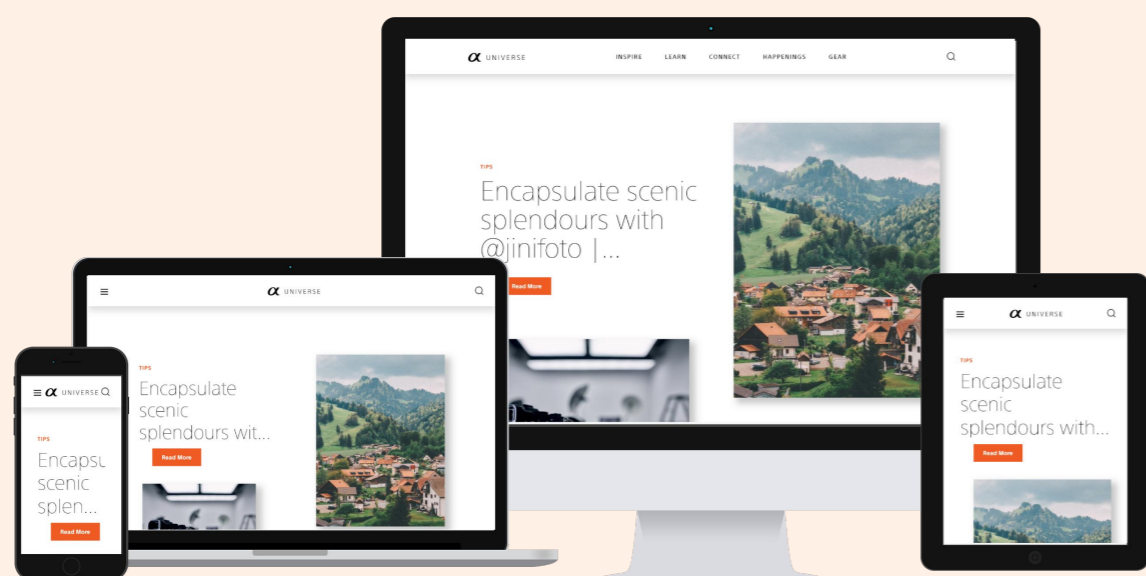 α UNIVERSE
INSPIRE LEARN CONNECT HAPPENINGS GEAR
TIPS
Encapsulate scenic
splendours with
@jinifoto |...
Read More
α UNIVERSE
TIPS
Encapsulate
scenic
splendours wit...
Read More
α UNIVERSE
TIPS
Encapsu
scenic
splen...
Read More
α UNIVERSE
TIPS
Encapsulate
scenic
splendours with...
Read More